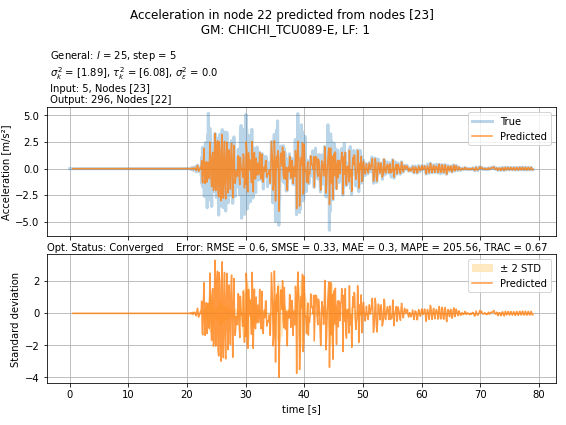 Acceleration in node 22 predicted from nodes [23]
GM: CHICHI_TCU089-E, LF: 1
General: l = 25, step = 5
σ²ₖ = [1.89], τ²ₖ = [6.08], σ²ε = 0.0
Input: 5, Nodes [23]
Output: 296, Nodes [22]
Acceleration [m/s²]
5.0
2.5
0.0
−2.5
−5.0
True
Predicted
Opt. Status: Converged Error: RMSE = 0.6, SMSE = 0.33, MAE = 0.3, MAPE = 205.56, TRAC = 0.67
Standard deviation
2
0
−2
−4
± 2 STD
Predicted
0 10 20 30 40 50 60 70 80
time [s]